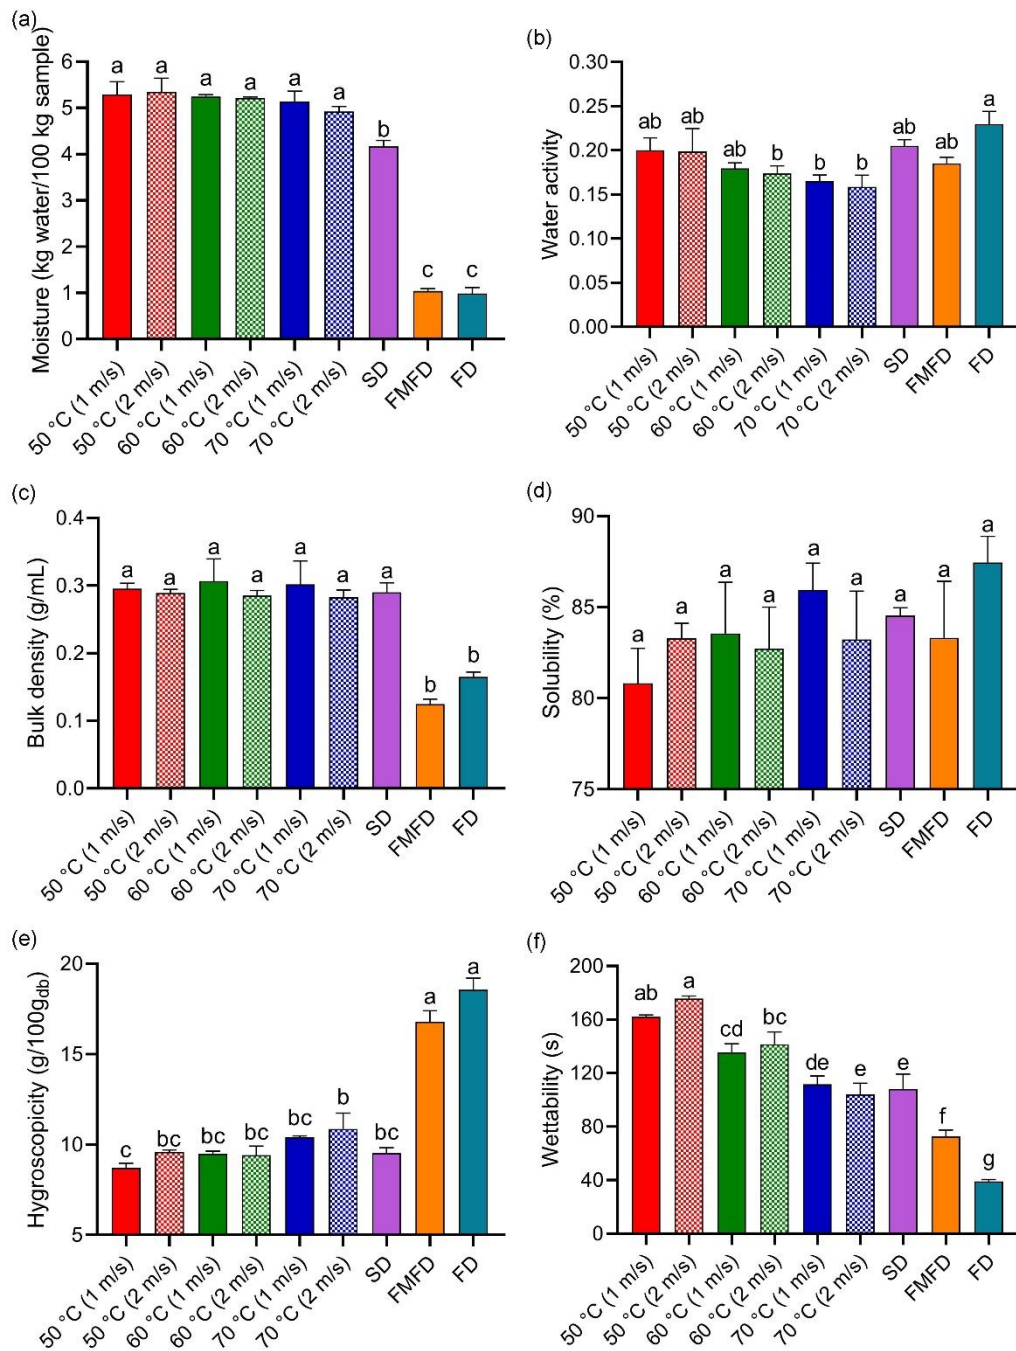 (a)
Moisture (kg water/100 kg sample)
6
5
4
3
2
1
0
a a a a a a b c c
50 °C (1 m/s) 50 °C (2 m/s) 60 °C (1 m/s) 60 °C (2 m/s) 70 °C (1 m/s) 70 °C (2 m/s) SD FMFD FD
(b)
Water activity
0.30
0.25
0.20
0.15
0.10
0.05
0.00
ab ab ab b b b ab ab a
50 °C (1 m/s) 50 °C (2 m/s) 60 °C (1 m/s) 60 °C (2 m/s) 70 °C (1 m/s) 70 °C (2 m/s) SD FMFD FD
(c)
Bulk density (g/mL)
0.4
0.3
0.2
0.1
0.0
a a a a a a a b b
50 °C (1 m/s) 50 °C (2 m/s) 60 °C (1 m/s) 60 °C (2 m/s) 70 °C (1 m/s) 70 °C (2 m/s) SD FMFD FD
(d)
Solubility (%)
90
85
80
75
a a a a a a a a a
50 °C (1 m/s) 50 °C (2 m/s) 60 °C (1 m/s) 60 °C (2 m/s) 70 °C (1 m/s) 70 °C (2 m/s) SD FMFD FD
(e)
Hygroscopicity (g/100g db)
20
15
10
5
c bc bc bc bc b bc a a
50 °C (1 m/s) 50 °C (2 m/s) 60 °C (1 m/s) 60 °C (2 m/s) 70 °C (1 m/s) 70 °C (2 m/s) SD FMFD FD
(f)
Wettability (s)
200
160
120
80
40
0
ab a cd bc de e e f g
50 °C (1 m/s) 50 °C (2 m/s) 60 °C (1 m/s) 60 °C (2 m/s) 70 °C (1 m/s) 70 °C (2 m/s) SD FMFD FD